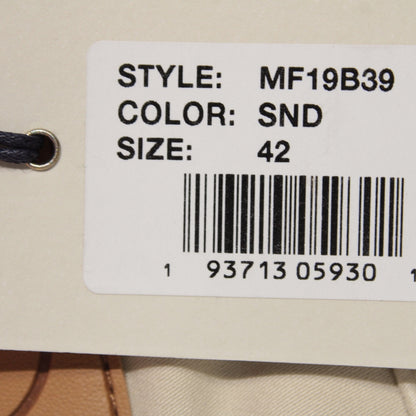 STYLE: MF19B39
COLOR: SND
SIZE: 42
1 93713 05930 1